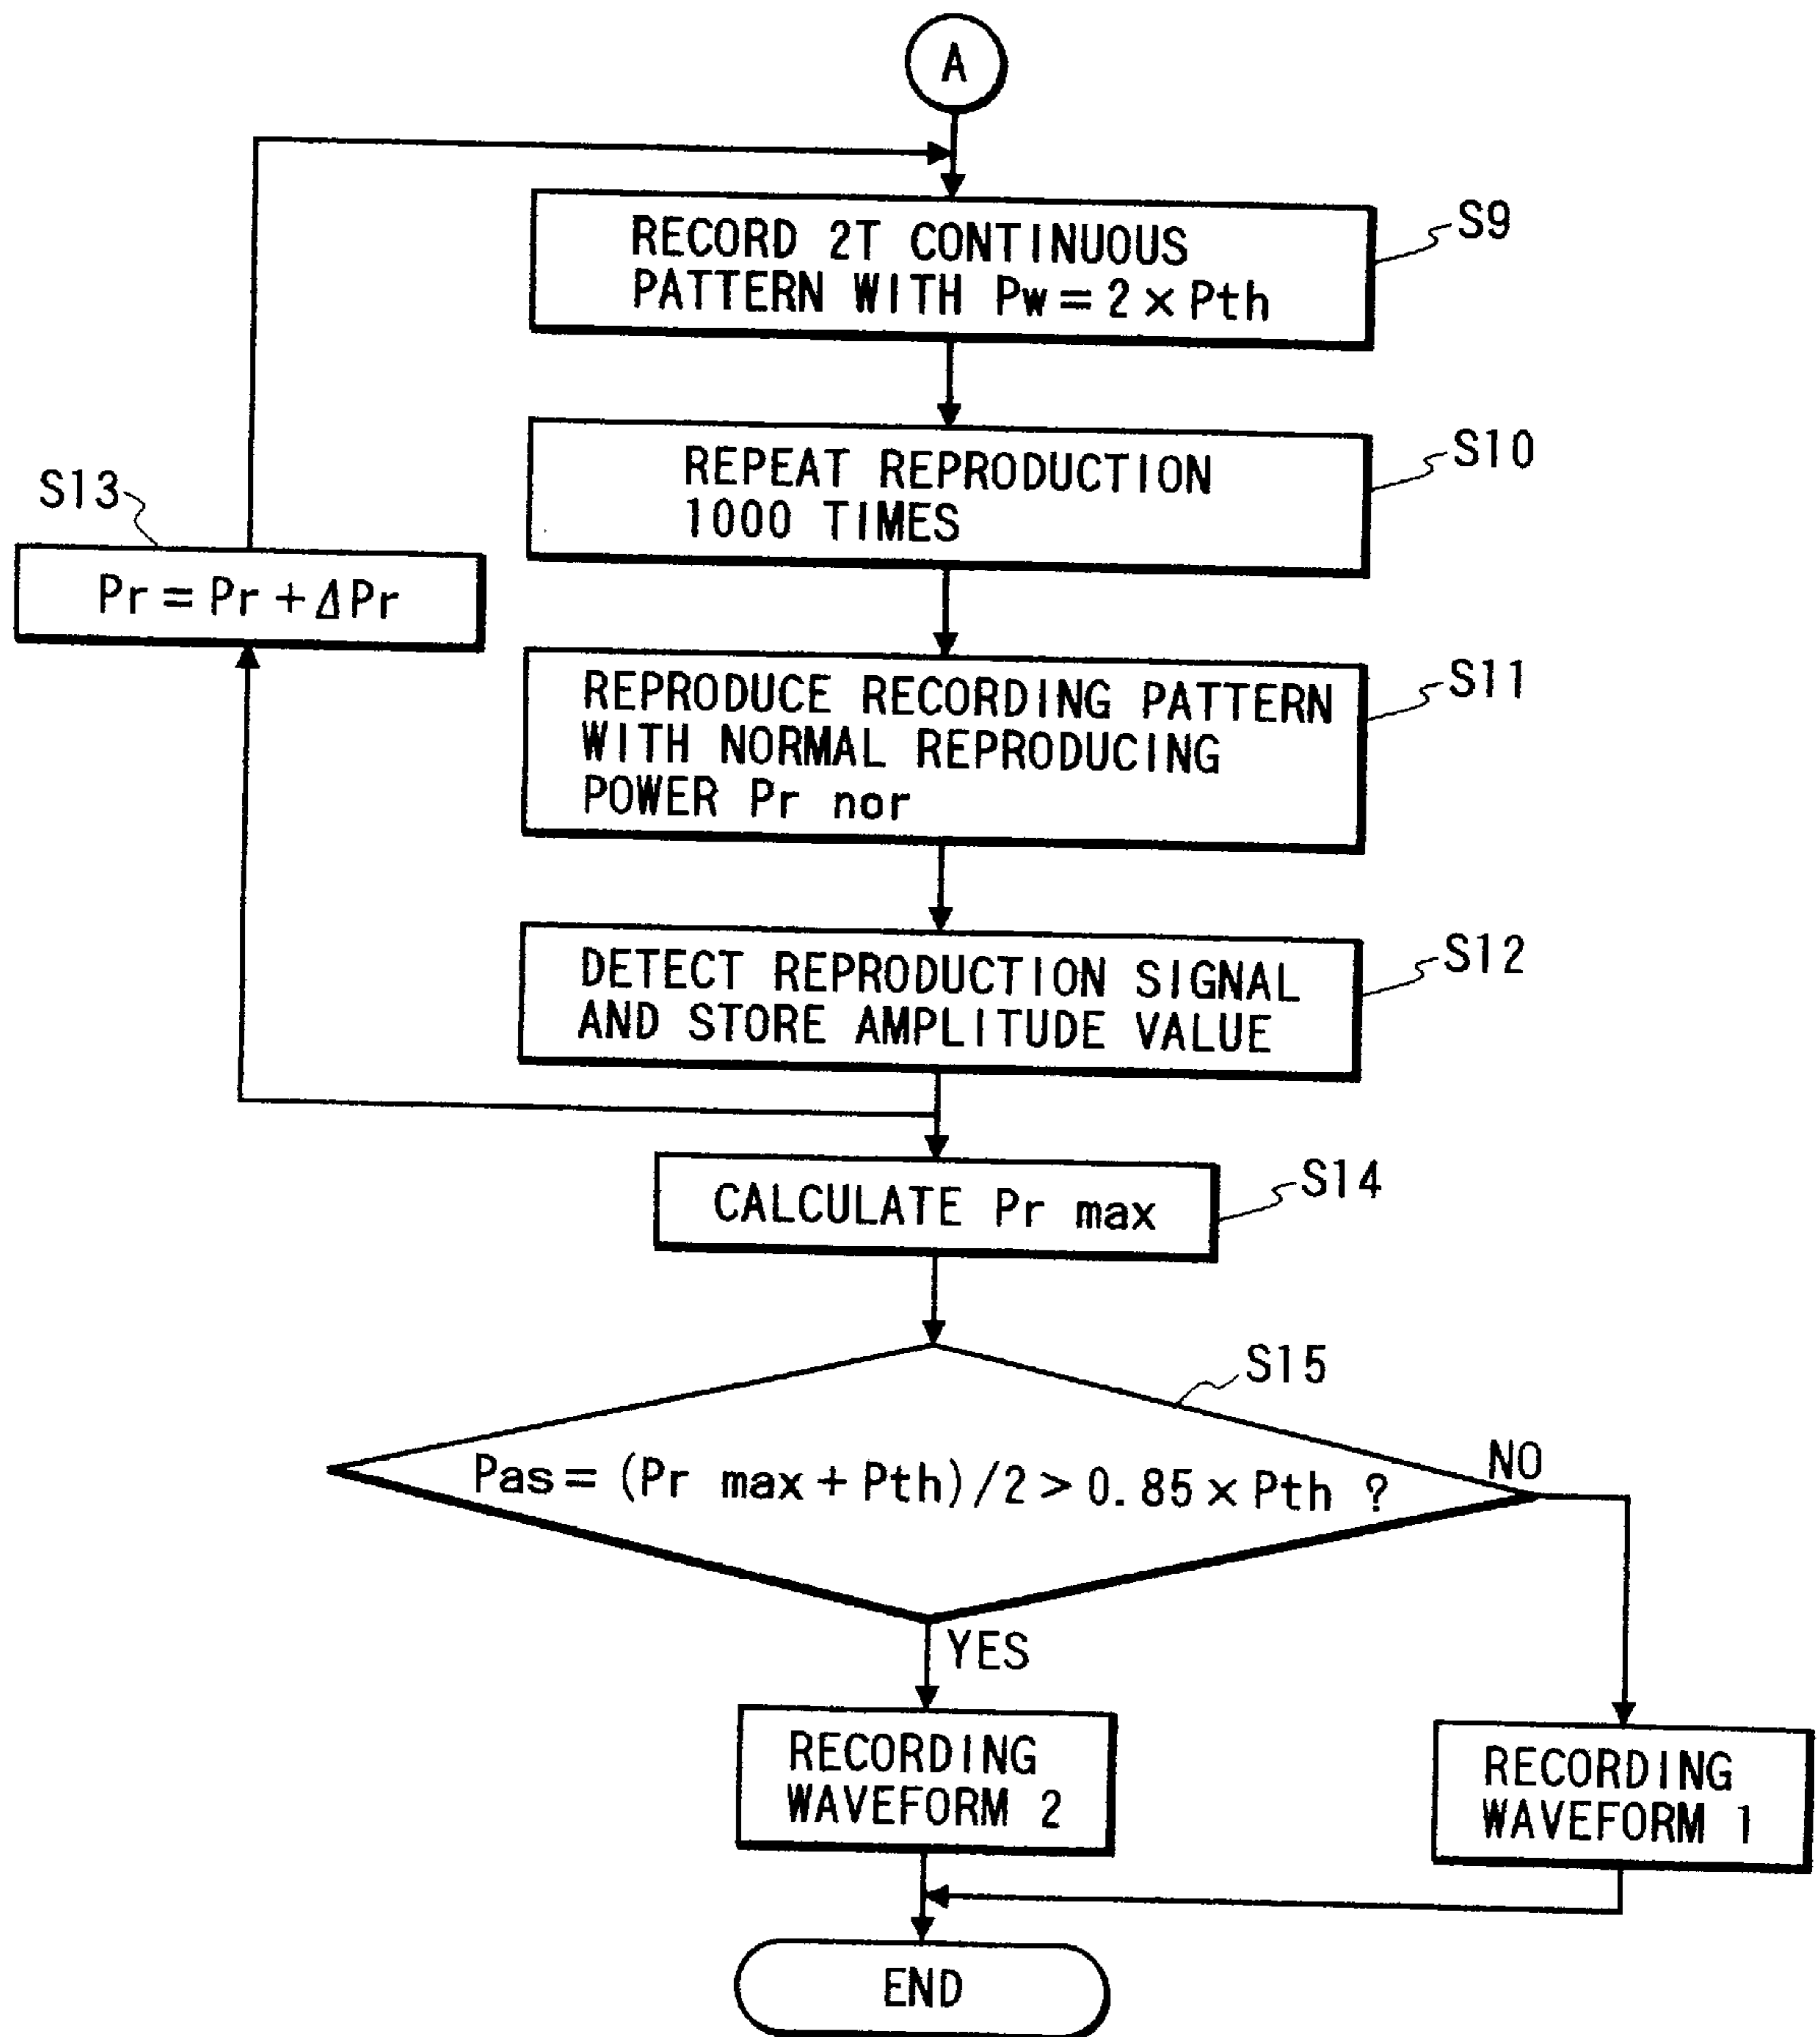 A
RECORD 2T CONTINUOUS
PATTERN WITH Pw = 2 × Pth
S9
REPEAT REPRODUCTION
1000 TIMES
S10
S13
Pr = Pr + ΔPr
REPRODUCE RECORDING PATTERN
WITH NORMAL REPRODUCING
POWER Pr nor
S11
DETECT REPRODUCTION SIGNAL
AND STORE AMPLITUDE VALUE
S12
CALCULATE Pr max
S14
S15
Pas = (Pr max + Pth)/2 > 0.85 × Pth ?
NO
YES
RECORDING
WAVEFORM 2
RECORDING
WAVEFORM 1
END